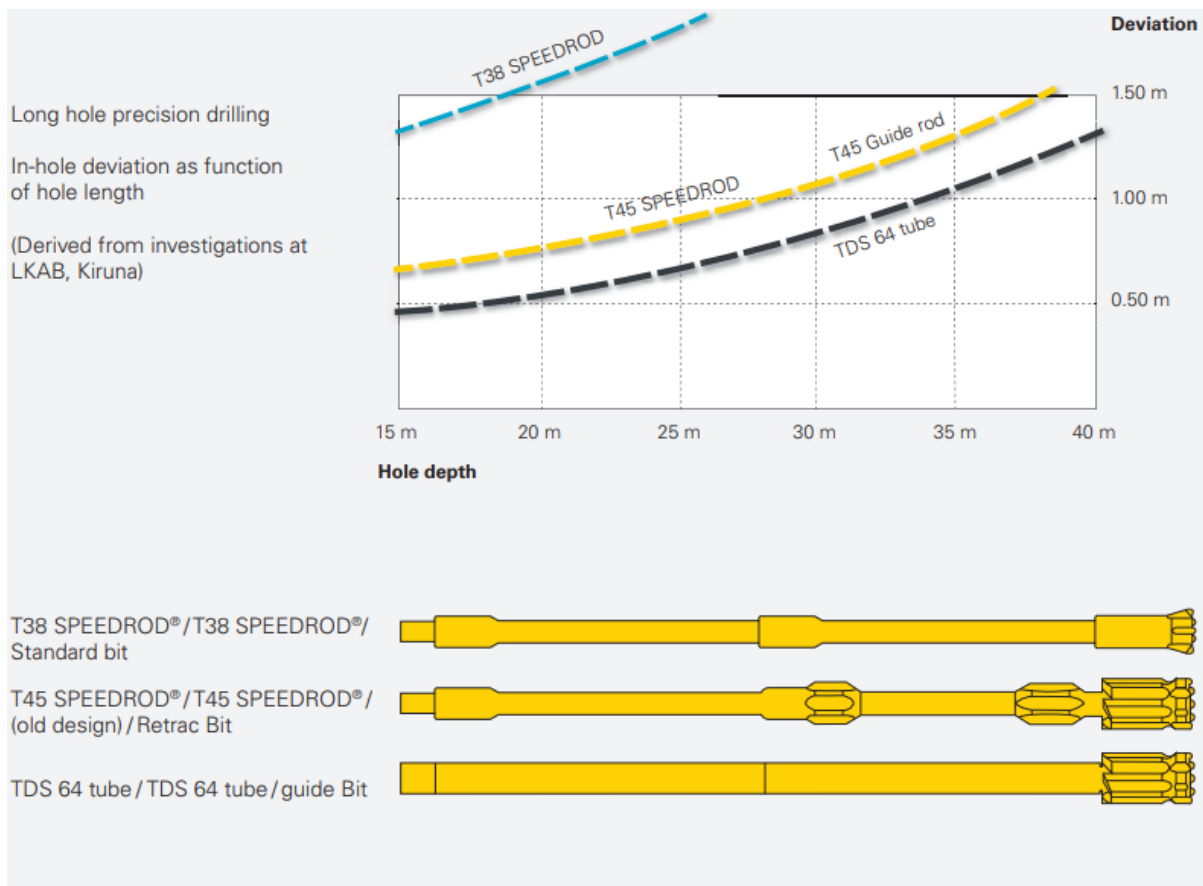 Deviation
T38 SPEEDROD
Long hole precision drilling
In-hole deviation as function
of hole length
(Derived from investigations at
LKAB, Kiruna)
T45 Guide rod
T45 SPEEDROD
TDS 64 tube
1.50 m
1.00 m
0.50 m
15 m
20 m
25 m
30 m
35 m
40 m
Hole depth
T38 SPEEDROD®/T38 SPEEDROD®/
Standard bit
T45 SPEEDROD®/T45 SPEEDROD®/
(old design)/Retrac Bit
TDS 64 tube/TDS 64 tube/guide Bit